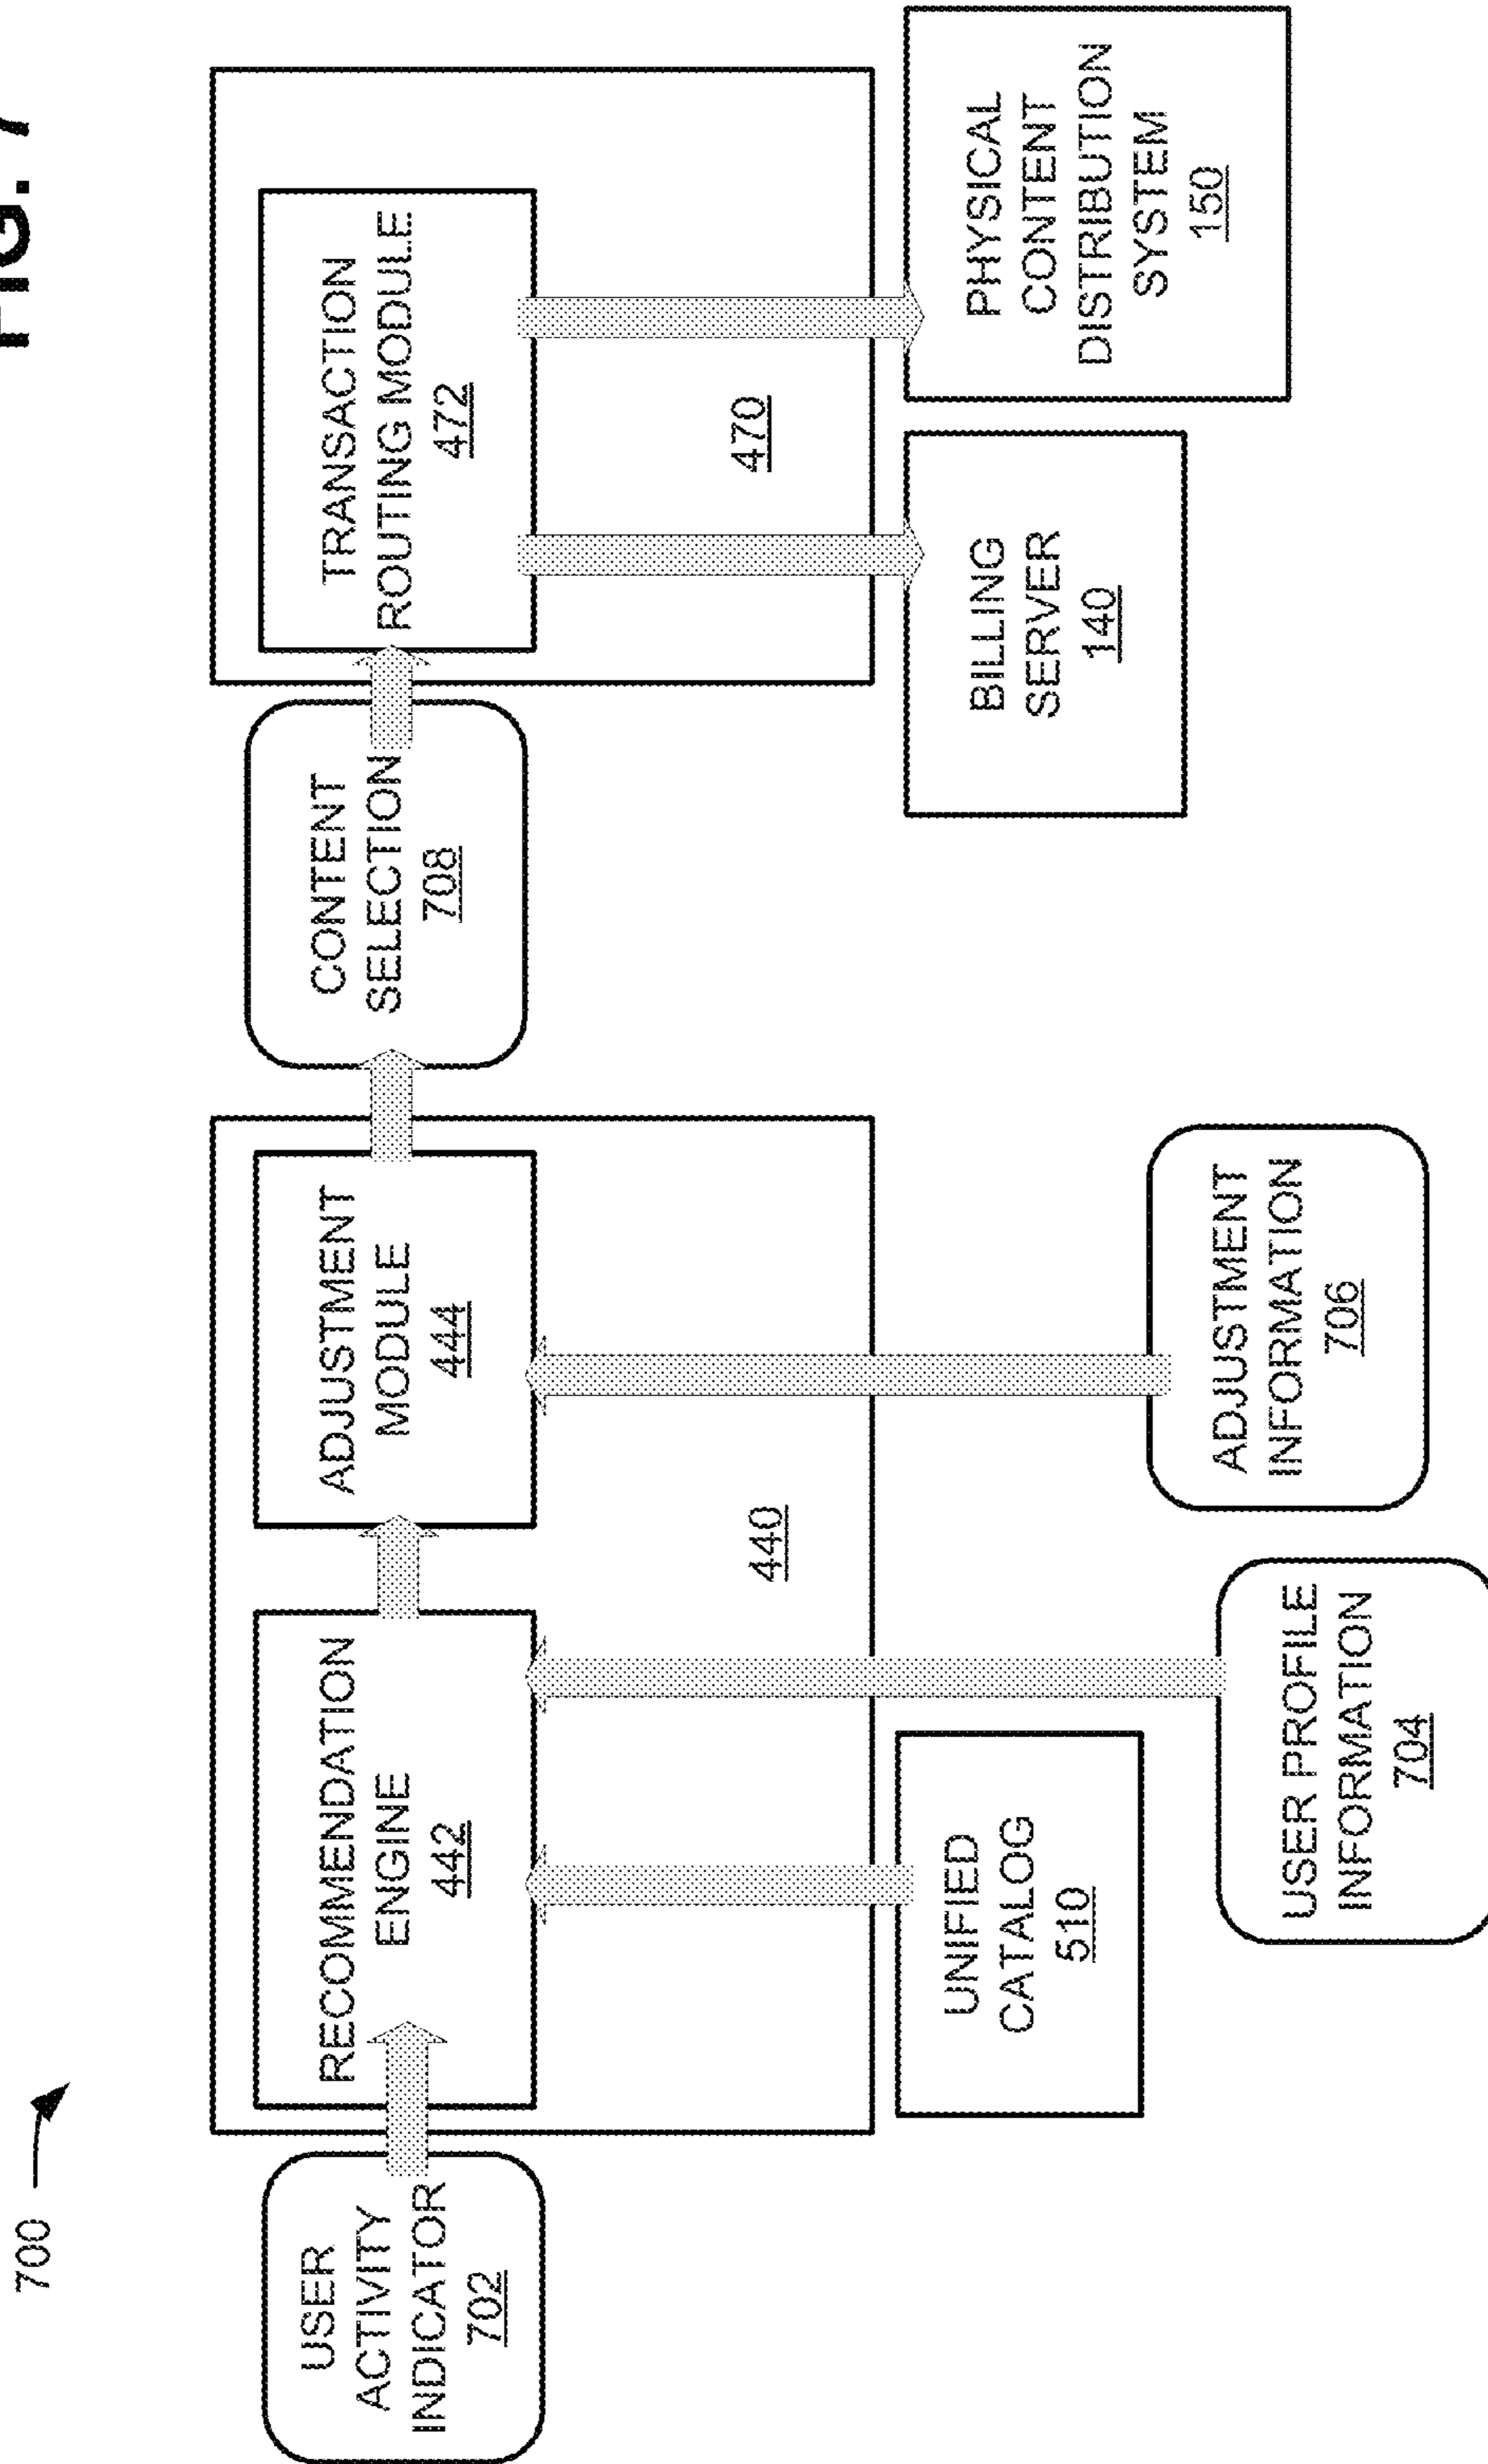 FIG. 7
700
USER
ACTIVITY
INDICATOR
702
RECOMMENDATION
ENGINE
442
ADJUSTMENT
MODULE
444
440
UNIFIED
CATALOG
510
USER PROFILE
INFORMATION
704
ADJUSTMENT
INFORMATION
706
CONTENT
SELECTION
708
TRANSACTION
ROUTING MODULE
472
470
BILLING
SERVER
140
PHYSICAL
CONTENT
DISTRIBUTION
SYSTEM
150